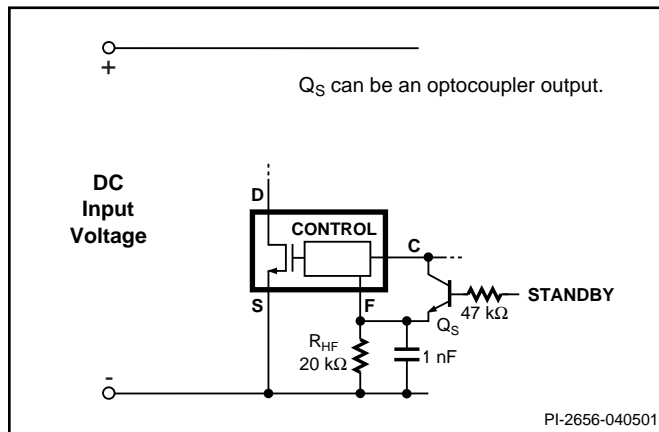 +
Q_S can be an optocoupler output.
DC
Input
Voltage
D
CONTROL
C
S
F
STANDBY
47 kΩ
Q_S
R_HF
20 kΩ
1 nF
-
PI-2656-040501